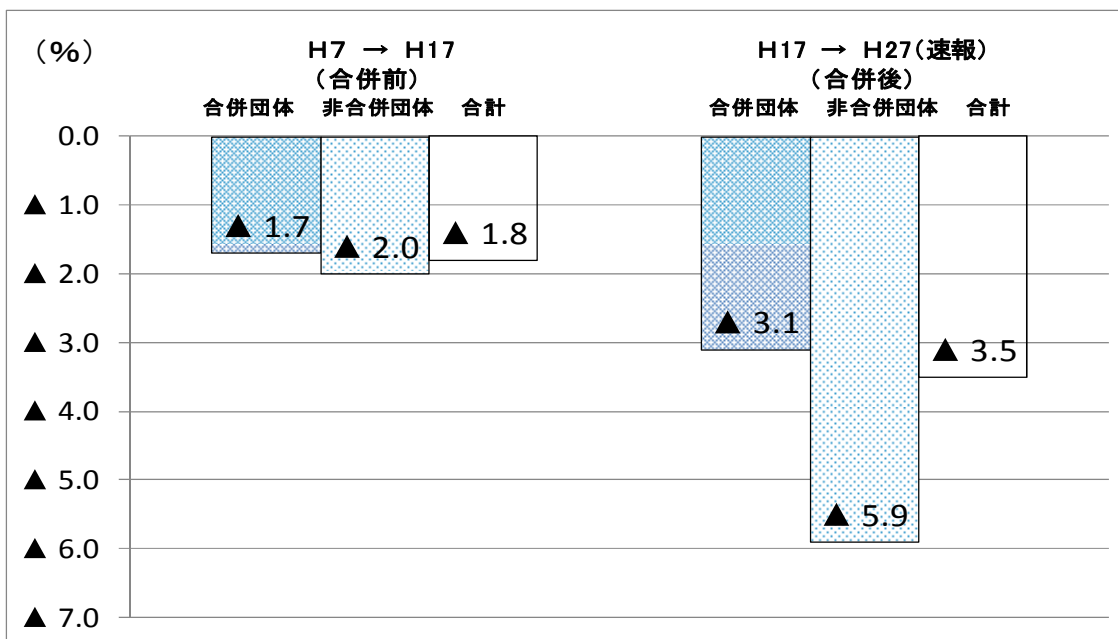 （%）
H7 → H17
（合併前）
合併団体 非合併団体 合計
H17 → H27（速報）
（合併後）
合併団体 非合併団体 合計
0.0
▲ 1.0
▲ 2.0
▲ 3.0
▲ 4.0
▲ 5.0
▲ 6.0
▲ 7.0
▲ 1.7
▲ 2.0
▲ 1.8
▲ 3.1
▲ 5.9
▲ 3.5